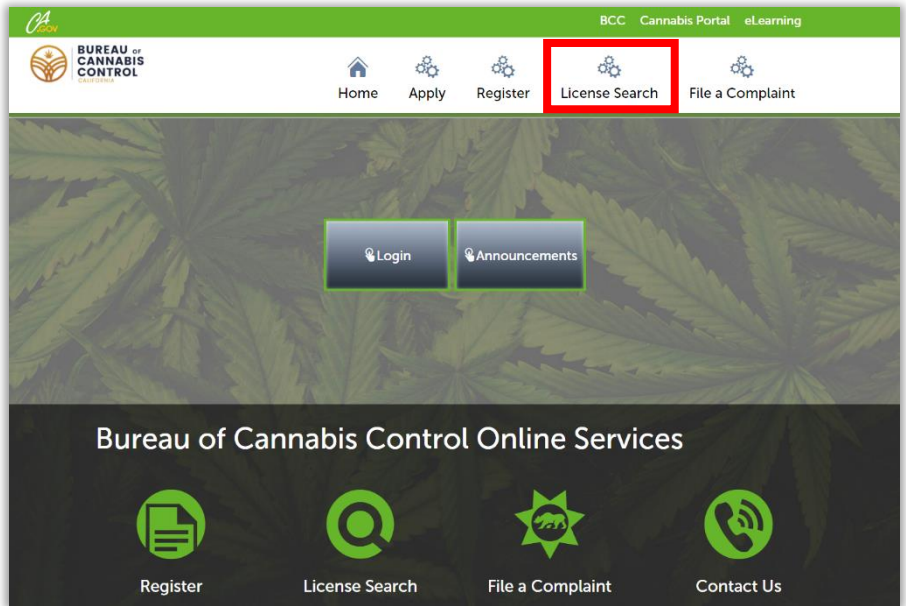 CA.GOV
BCC Cannabis Portal eLearning
BUREAU OF
CANNABIS
CONTROL
CALIFORNIA
Home Apply Register License Search File a Complaint
Login Announcements
Bureau of Cannabis Control Online Services
Register License Search File a Complaint Contact Us